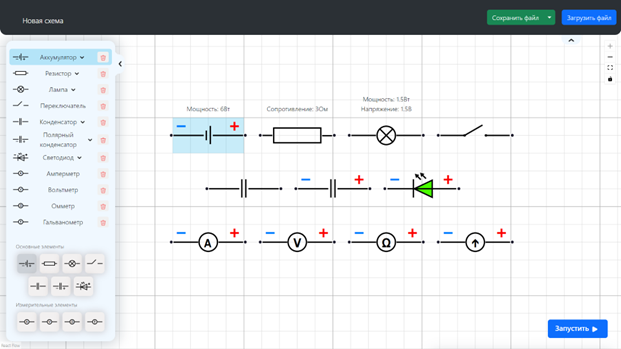 Новая схема
Сохранить файл
Загрузить файл
Аккумулятор
Резистор
Лампа
Переключатель
Конденсатор
Полярный
конденсатор
Светодиод
Амперметр
Вольтметр
Омметр
Гальванометр
Основные элементы
Измерительные элементы
Мощность: 6Вт
Сопротивление: 3Ом
Мощность: 1.5Вт
Напряжение: 1.5В
A
V
Ω
Запустить
React Flow